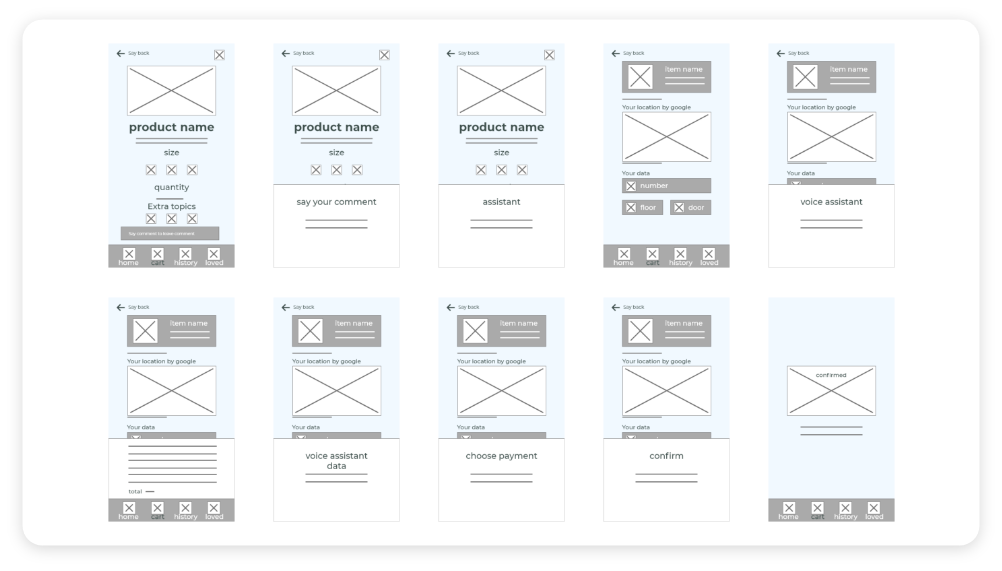 Say back
product name
size
quantity
Extra topics
Say comment to leave comment
home cart history loved
Say back
product name
size
say your comment
Say back
product name
size
assistant
Say back
Item name
Your location by google
Your data
number
floor door
home cart history loved
Say back
Item name
Your location by google
Your data
voice assistant
Say back
Item name
Your location by google
Your data
total
home cart history loved
Say back
Item name
Your location by google
Your data
voice assistant
data
Say back
Item name
Your location by google
Your data
choose payment
Say back
Item name
Your location by google
Your data
confirm
confirmed
home cart history loved